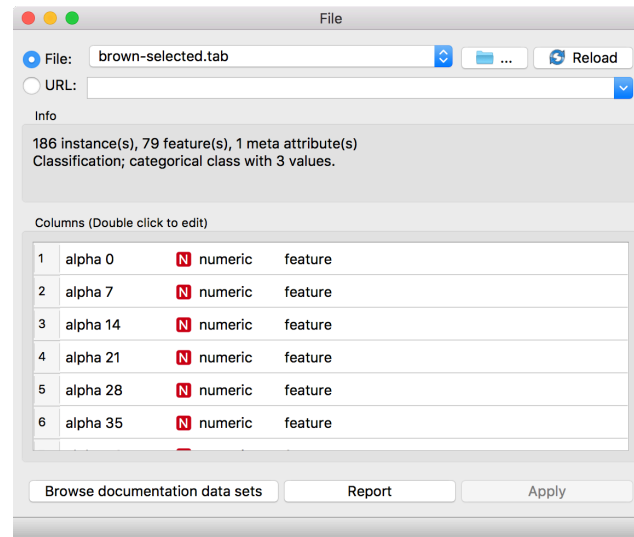 File
File: brown-selected.tab ... Reload
URL:
Info
186 instance(s), 79 feature(s), 1 meta attribute(s)
Classification; categorical class with 3 values.
Columns (Double click to edit)
1 alpha 0 N numeric feature
2 alpha 7 N numeric feature
3 alpha 14 N numeric feature
4 alpha 21 N numeric feature
5 alpha 28 N numeric feature
6 alpha 35 N numeric feature
Browse documentation data sets Report Apply